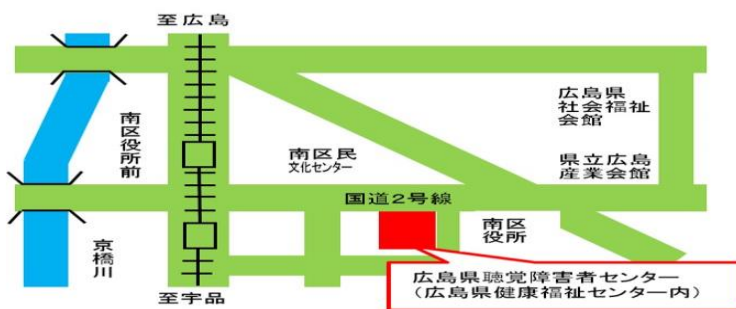 至広島
広島県
社会福祉
会館
南区役所前
南区民
文化センター
県立広島
産業会館
国道2号線
南区
役所
京橋川
広島県聴覚障害者センター
（広島県健康福祉センター内）
至宇品